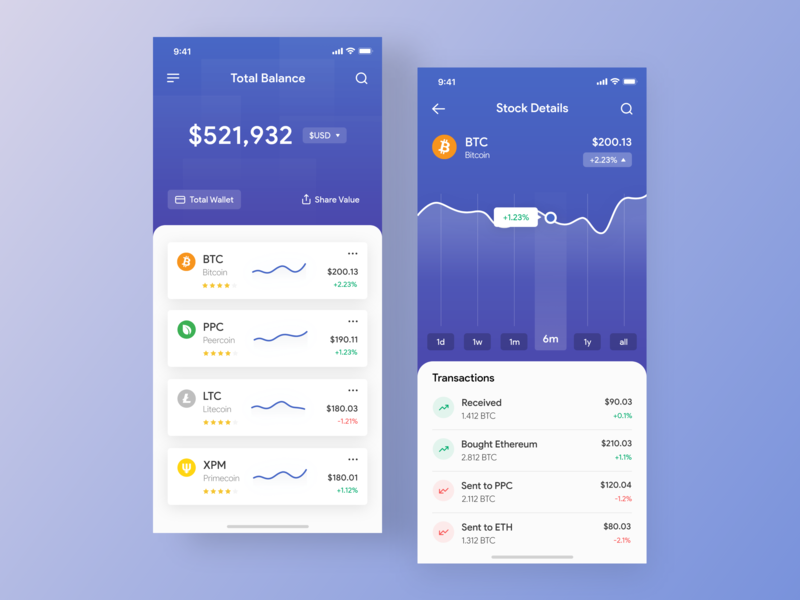 9:41
Total Balance
$521,932 $USD
Total Wallet
Share Value
BTC
Bitcoin
$200.13
+2.23%
PPC
Peercoin
$190.11
+1.23%
LTC
Litecoin
$180.03
-1.21%
XPM
Primecoin
$180.01
+1.12%
9:41
Stock Details
BTC
Bitcoin
$200.13
+2.23%
+1.23%
1d 1w 1m 6m 1y all
Transactions
Received
1.412 BTC
$90.03
+0.1%
Bought Ethereum
2.812 BTC
$210.03
+1.1%
Sent to PPC
2.112 BTC
$120.04
-1.2%
Sent to ETH
1.312 BTC
$80.03
-2.1%